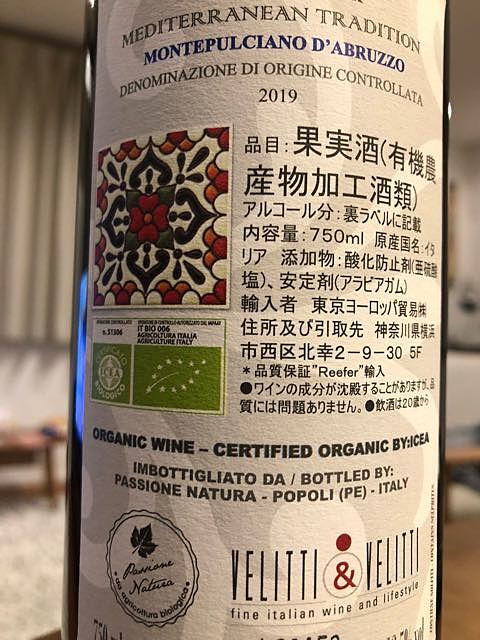 MEDITERRANEAN TRADITION
MONTEPULCIANO D'ABRUZZO
DENOMINAZIONE DI ORIGINE CONTROLLATA
2019
品目:果実酒(有機農
産物加工酒類)
アルコール分:裏ラベルに記載
内容量:750ml 原産国名:イタ
リア 添加物:酸化防止剤(亜硫酸
塩)、安定剤(アラビアガム)
輸入者 東京ヨーロッパ貿易㈱
住所及び引取先 神奈川県横浜
市西区北幸2-9-30 5F
*品質保証"Reefer"輸入
●ワインの成分が沈殿することがありますが、品
質には問題ありません。●飲酒は20歳から
n. 51306
IT BIO 006
AGRICOLTURA ITALIA
AGRICULTURE ITALY
ICEA
BIOLOGICO
ORGANIC WINE – CERTIFIED ORGANIC BY:ICEA
IMBOTTIGLIATO DA / BOTTLED BY:
PASSIONE NATURA - POPOLI (PE) - ITALY
Passione
Natura
da agricoltura biologica
VELITTI & VELITTI
fine italian wine and lifestyle